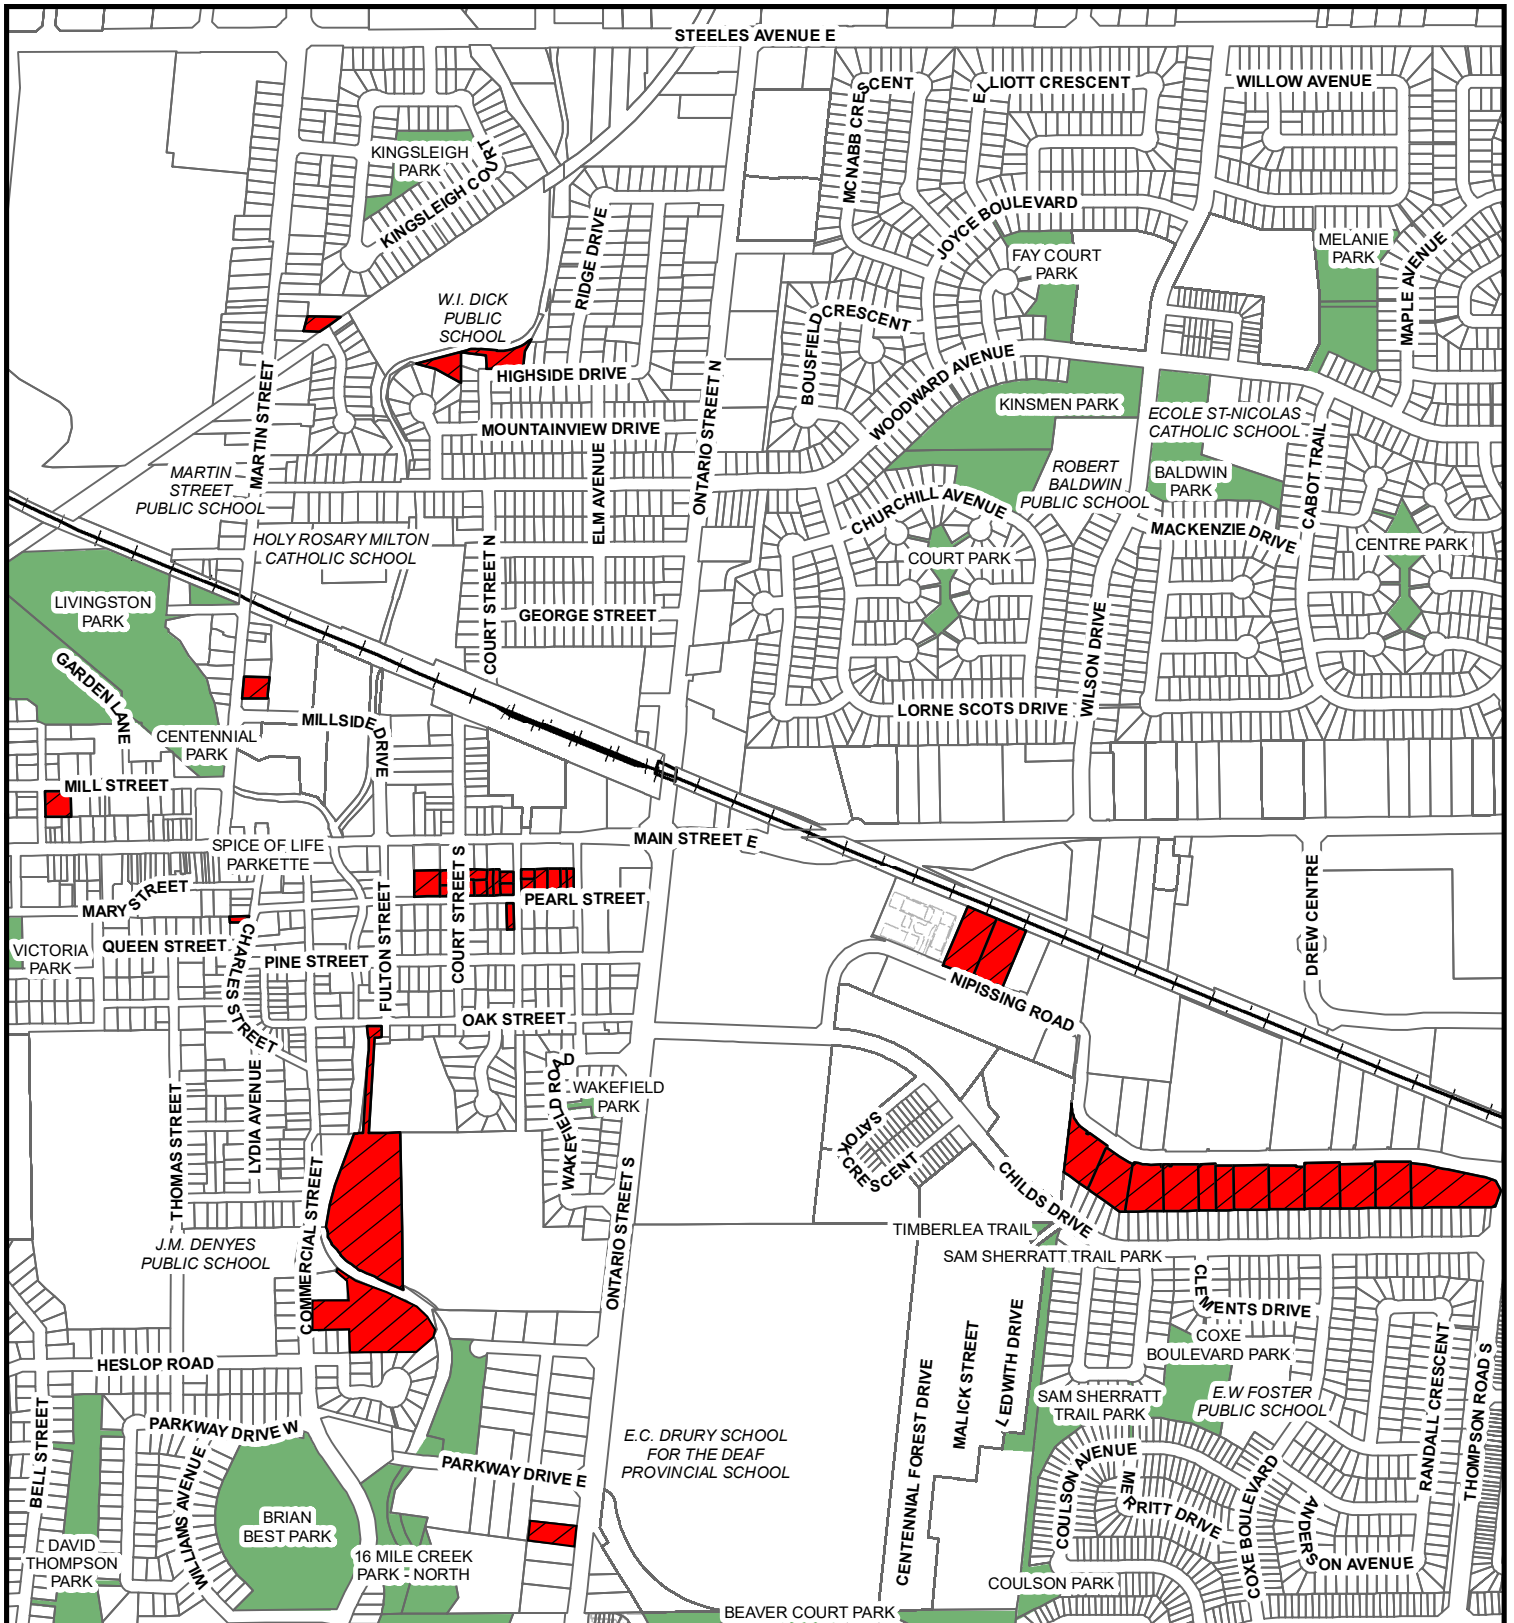 STEELES AVENUE E
MCNABB CRESCENT
ELLIOTT CRESCENT
WILLOW AVENUE
KINGSLEIGH
PARK
KINGSLEIGH COURT
JOYCE BOULEVARD
RIDGE DRIVE
FAY COURT
PARK
MELANIE
PARK
MAPLE AVENUE
W.I. DICK
PUBLIC
SCHOOL
BOUSFIELD CRESCENT
HIGHSIDE DRIVE
WOODWARD AVENUE
MARTIN STREET
ONTARIO STREET N
KINSMEN PARK
ECOLE ST-NICOLAS
CATHOLIC SCHOOL
MOUNTAINVIEW DRIVE
ELM AVENUE
CABOT TRAIL
MARTIN
STREET
PUBLIC SCHOOL
ROBERT
BALDWIN
PUBLIC SCHOOL
BALDWIN
PARK
CHURCHILL AVENUE
MACKENZIE DRIVE
HOLY ROSARY MILTON
CATHOLIC SCHOOL
COURT STREET N
COURT PARK
CENTRE PARK
LIVINGSTON
PARK
GEORGE STREET
WILSON DRIVE
GARDEN LANE
LORNE SCOTS DRIVE
MILLSIDE DRIVE
CENTENNIAL
PARK
MILL STREET
SPICE OF LIFE
PARKETTE
MAIN STREET E
COURT STREET S
MARY STREET
FULTON STREET
PEARL STREET
DREW CENTRE
VICTORIA
PARK
QUEEN STREET
CHARLES STREET
PINE STREET
NIPISSING ROAD
OAK STREET
WAKEFIELD ROAD
WAKEFIELD
PARK
THOMAS STREET
LYDIA AVENUE
SATOK CRESCENT
COMMERCIAL STREET
ONTARIO STREET S
CHILDS DRIVE
TIMBERLEA TRAIL
SAM SHERRATT TRAIL PARK
J.M. DENYES
PUBLIC SCHOOL
CLEMENTS DRIVE
COXE
BOULEVARD PARK
HESLOP ROAD
CENTENNIAL FOREST DRIVE
MALICK STREET
LEDWITH DRIVE
RANDALL CRESCENT
THOMPSON ROAD S
SAM SHERRATT
TRAIL PARK
E.W FOSTER
PUBLIC SCHOOL
BELL STREET
PARKWAY DRIVE W
WILLIAMS AVENUE
E.C. DRURY SCHOOL
FOR THE DEAF
PROVINCIAL SCHOOL
PARKWAY DRIVE E
COULSON AVENUE
MERRITT DRIVE
COXE BOULEVARD
ANDERSON AVENUE
BRIAN
BEST PARK
DAVID
THOMPSON
PARK
16 MILE CREEK
PARK - NORTH
COULSON PARK
BEAVER COURT PARK